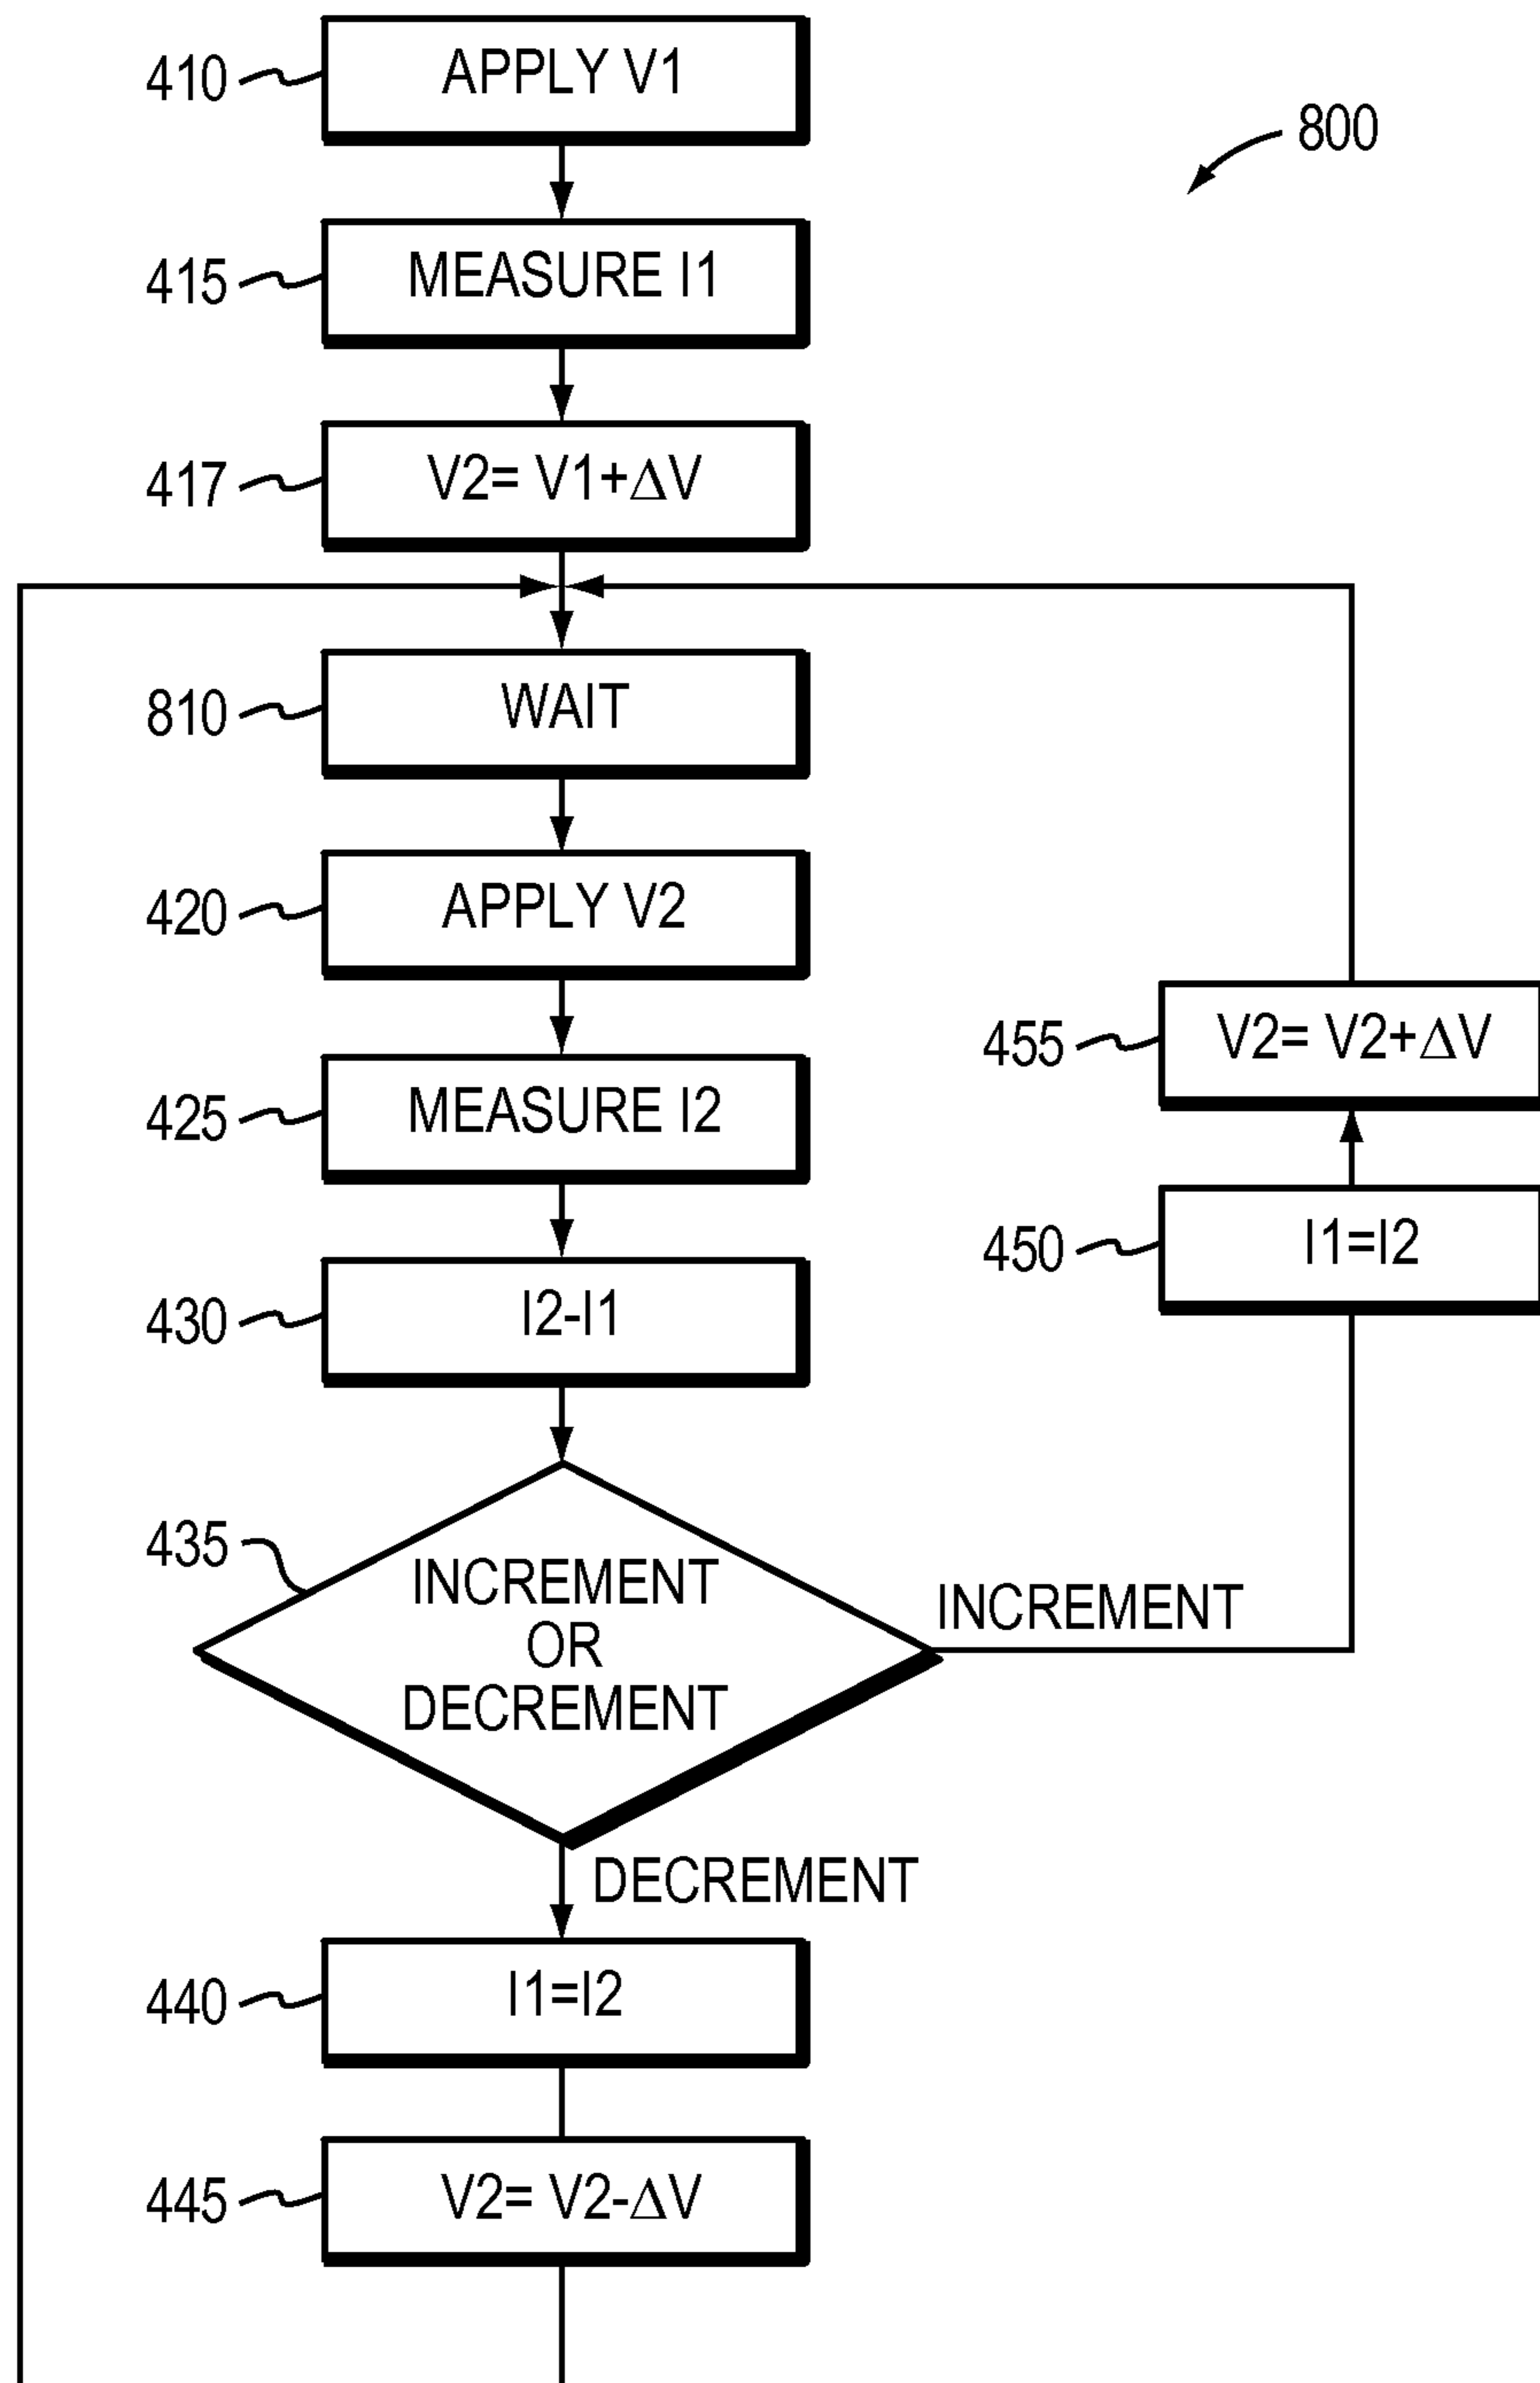 410
APPLY V1
800
415
MEASURE I1
417
V2= V1+ΔV
810
WAIT
420
APPLY V2
455
V2= V2+ΔV
425
MEASURE I2
450
I1=I2
430
I2-I1
435
INCREMENT
OR
DECREMENT
INCREMENT
DECREMENT
440
I1=I2
445
V2= V2-ΔV